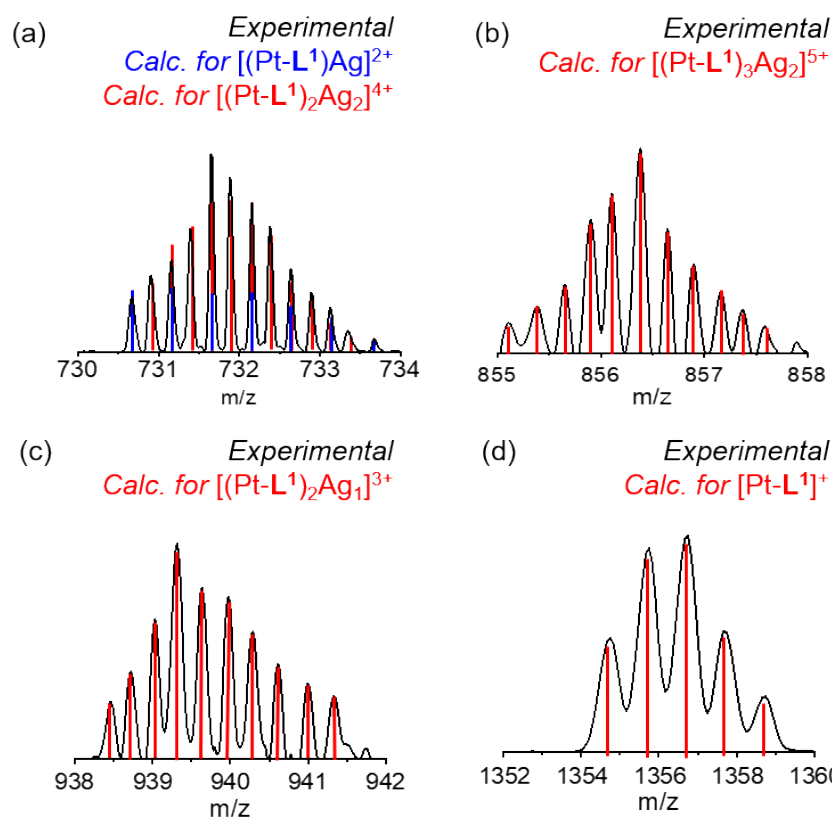 (a)
Experimental
Calc. for [(Pt-L¹)Ag]²⁺
Calc. for [(Pt-L¹)₂Ag₂]⁴⁺
730 731 732 733 734
m/z
(b)
Experimental
Calc. for [(Pt-L¹)₃Ag₂]⁵⁺
855 856 857 858
m/z
(c)
Experimental
Calc. for [(Pt-L¹)₂Ag₁]³⁺
938 939 940 941 942
m/z
(d)
Experimental
Calc. for [Pt-L¹]⁺
1352 1354 1356 1358 1360
m/z